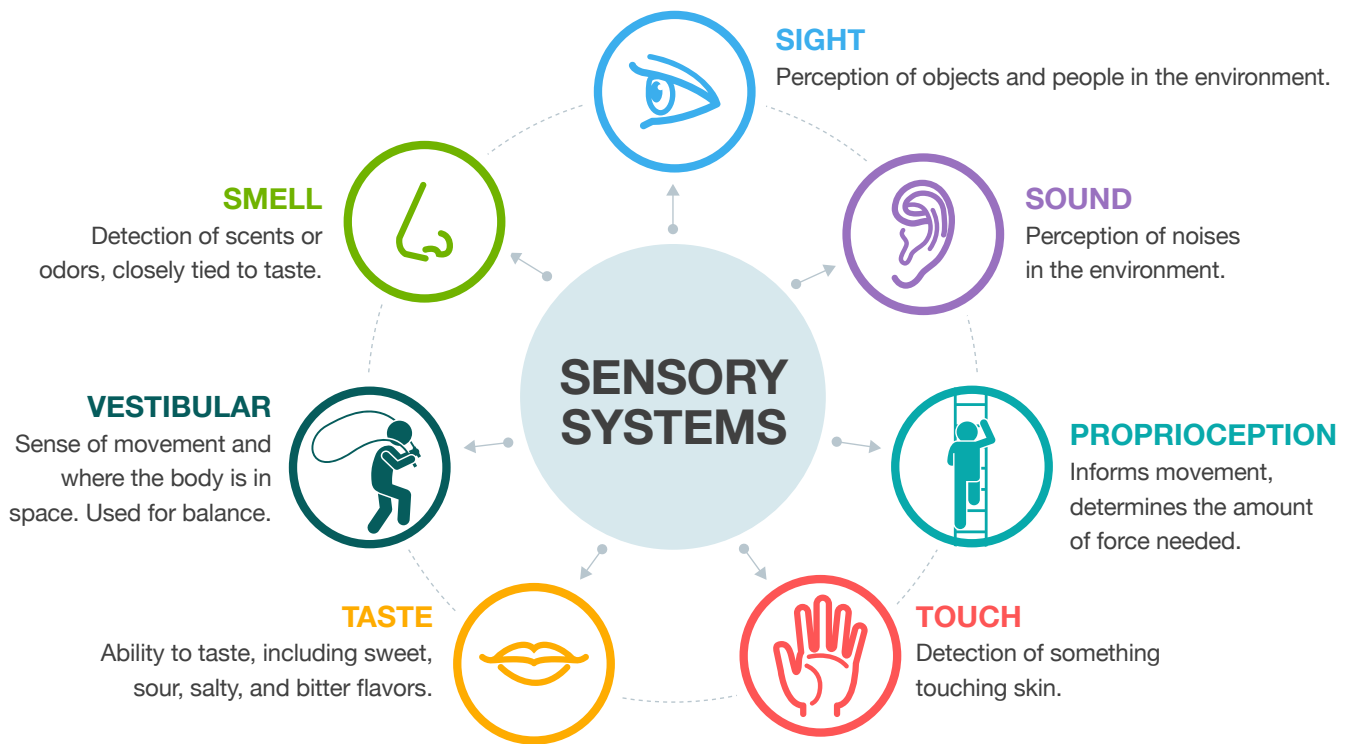 SENSORY
SYSTEMS
SIGHT
Perception of objects and people in the environment.
SOUND
Perception of noises
in the environment.
PROPRIOCEPTION
Informs movement,
determines the amount
of force needed.
TOUCH
Detection of something
touching skin.
TASTE
Ability to taste, including sweet,
sour, salty, and bitter flavors.
VESTIBULAR
Sense of movement and
where the body is in
space. Used for balance.
SMELL
Detection of scents or
odors, closely tied to taste.